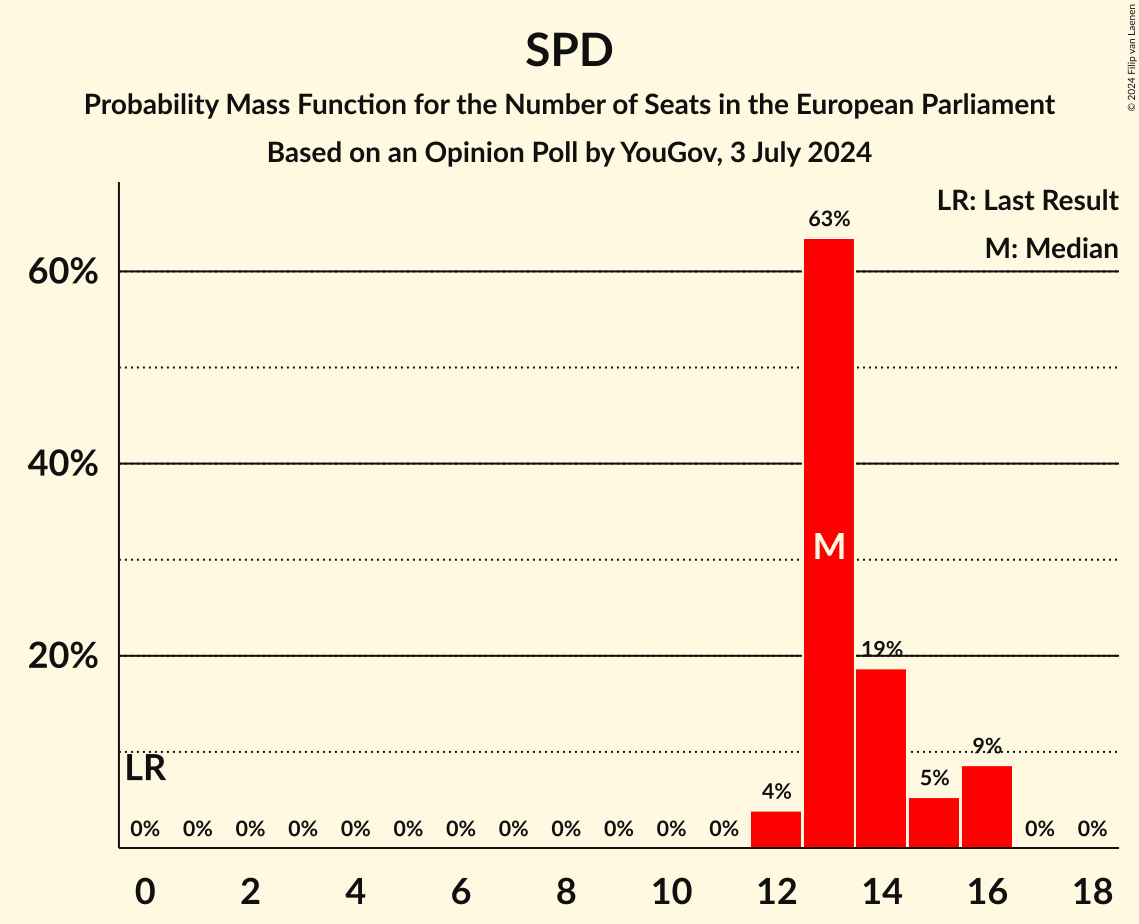 SPD
Probability Mass Function for the Number of Seats in the European Parliament
Based on an Opinion Poll by YouGov, 3 July 2024
© 2024 Filip van Laenen
LR: Last Result
M: Median
60%
40%
20%
63%
M
19%
9%
5%
4%
LR
0% 0% 0% 0% 0% 0% 0% 0% 0% 0% 0% 0% 0% 0%
0 2 4 6 8 10 12 14 16 18